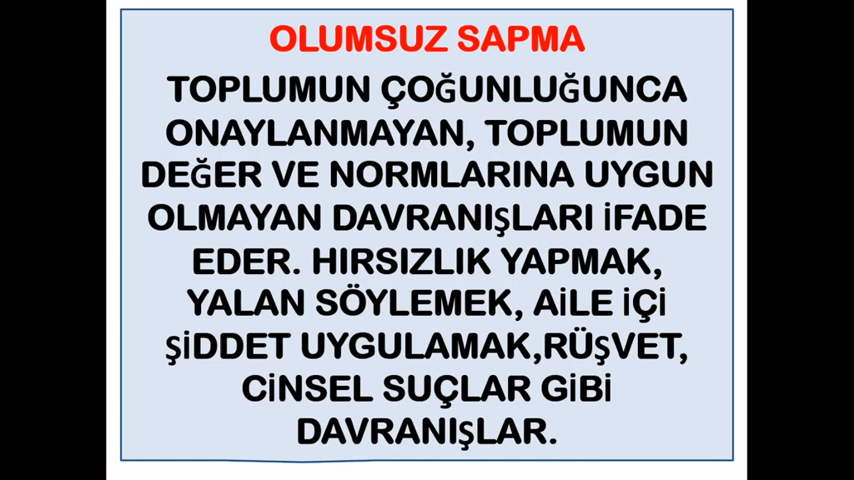 OLUMSUZ SAPMA
TOPLUMUN ÇOĞUNLUĞUNCA
ONAYLANMAYAN, TOPLUMUN
DEĞER VE NORMLARINA UYGUN
OLMAYAN DAVRANIŞLARI İFADE
EDER. HIRSIZLIK YAPMAK,
YALAN SÖYLEMEK, AİLE İÇİ
ŞİDDET UYGULAMAK,RÜŞVET,
CİNSEL SUÇLAR GİBİ
DAVRANIŞLAR.